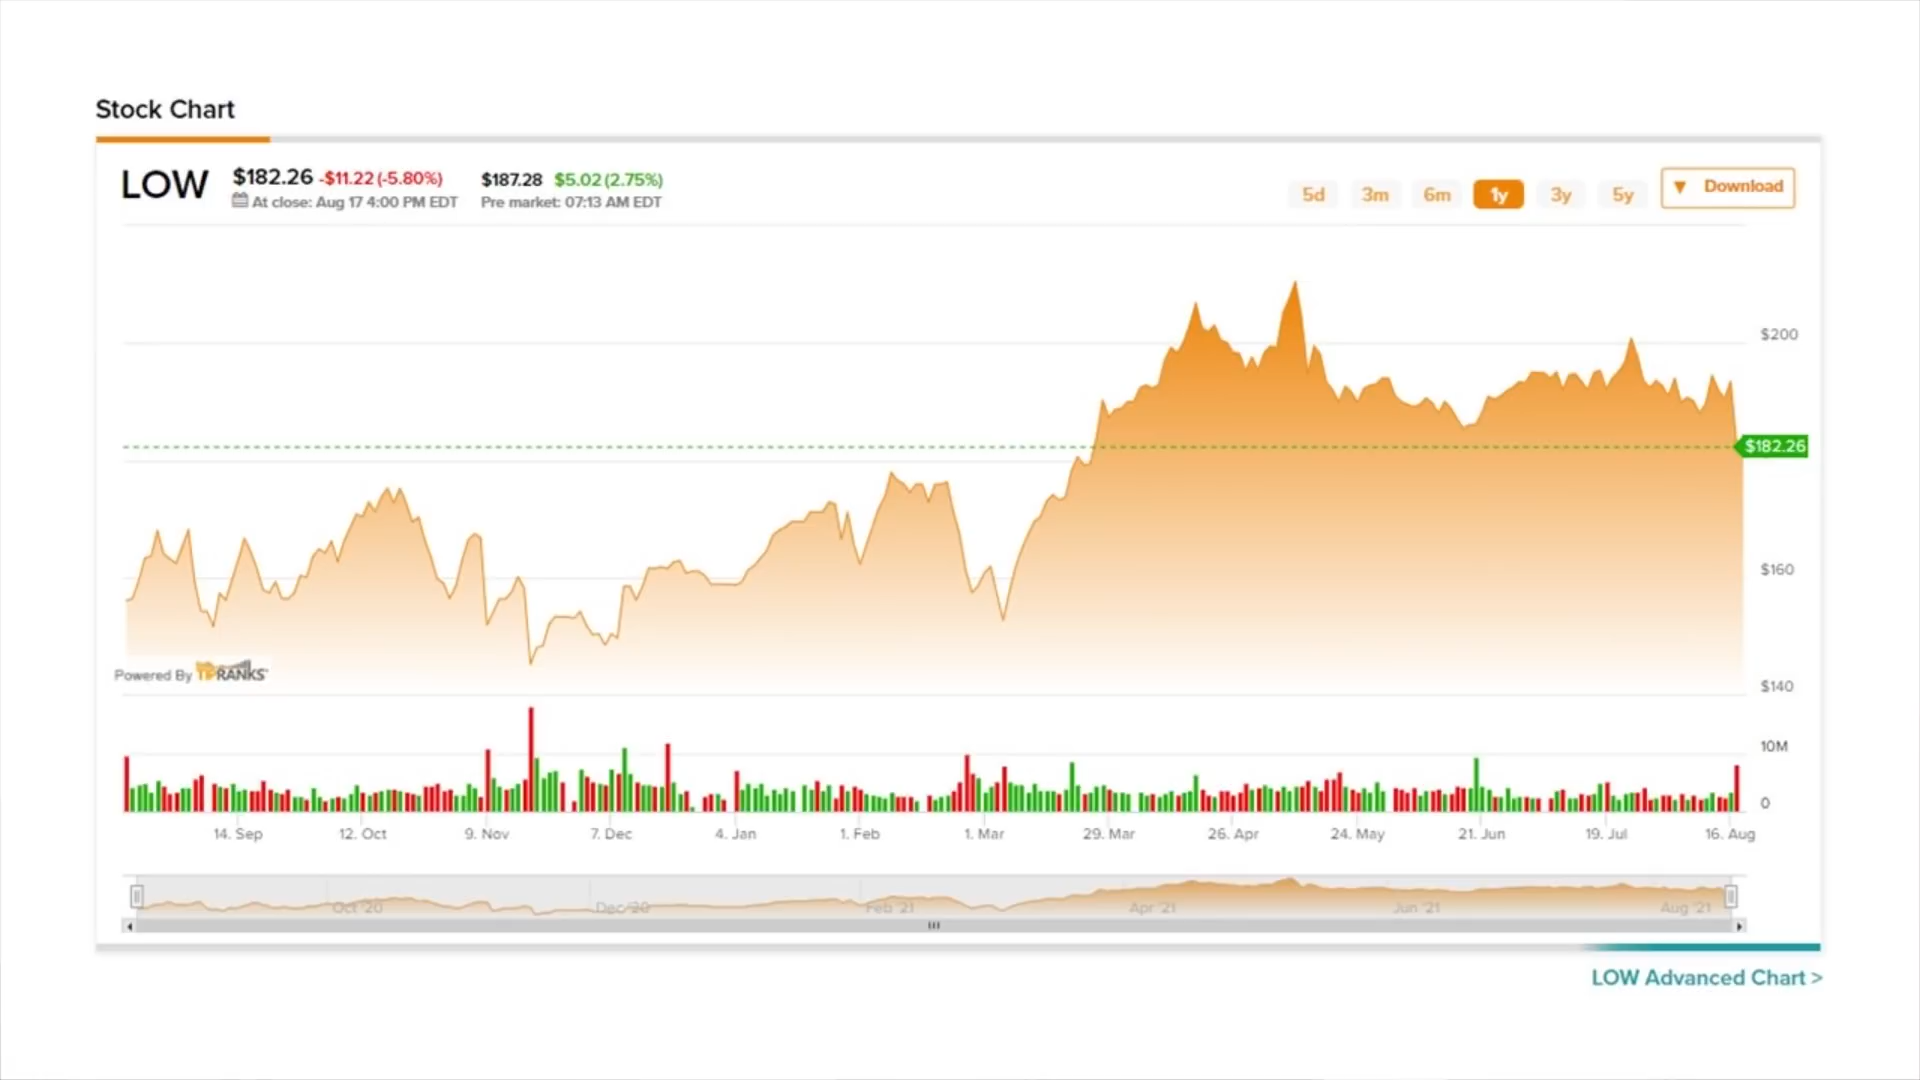 Stock Chart
LOW $182.26 -$11.22 (-5.80%) $187.28 $5.02 (2.75%)
At close: Aug 17 4:00 PM EDT Pre market: 07:13 AM EDT
5d 3m 6m 1y 3y 5y ▼ Download
$200
$182.26
$160
Powered By TIPRANKS
$140
10M
0
14. Sep 12. Oct 9. Nov 7. Dec 4. Jan 1. Feb 1. Mar 29. Mar 26. Apr 24. May 21. Jun 19. Jul 16. Aug
Oct '20 Dec '20 Feb '21 Apr '21 Jun '21 Aug '21
LOW Advanced Chart >